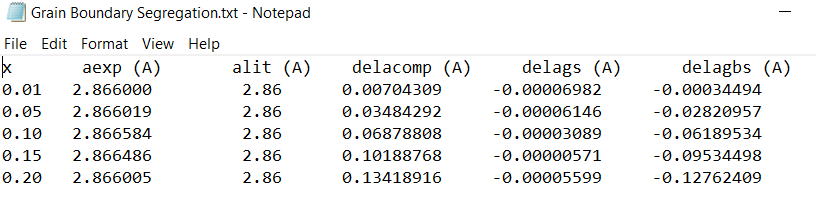 Grain Boundary Segregation.txt - Notepad
File Edit Format View Help
x aexp (A) alit (A) delacomp (A) delags (A) delagbs (A)
0.01 2.866000 2.86 0.00704309 -0.00006982 -0.00034494
0.05 2.866019 2.86 0.03484292 -0.00006146 -0.02820957
0.10 2.866584 2.86 0.06878808 -0.00003089 -0.06189534
0.15 2.866486 2.86 0.10188768 -0.00000571 -0.09534498
0.20 2.866005 2.86 0.13418916 -0.00005599 -0.12762409